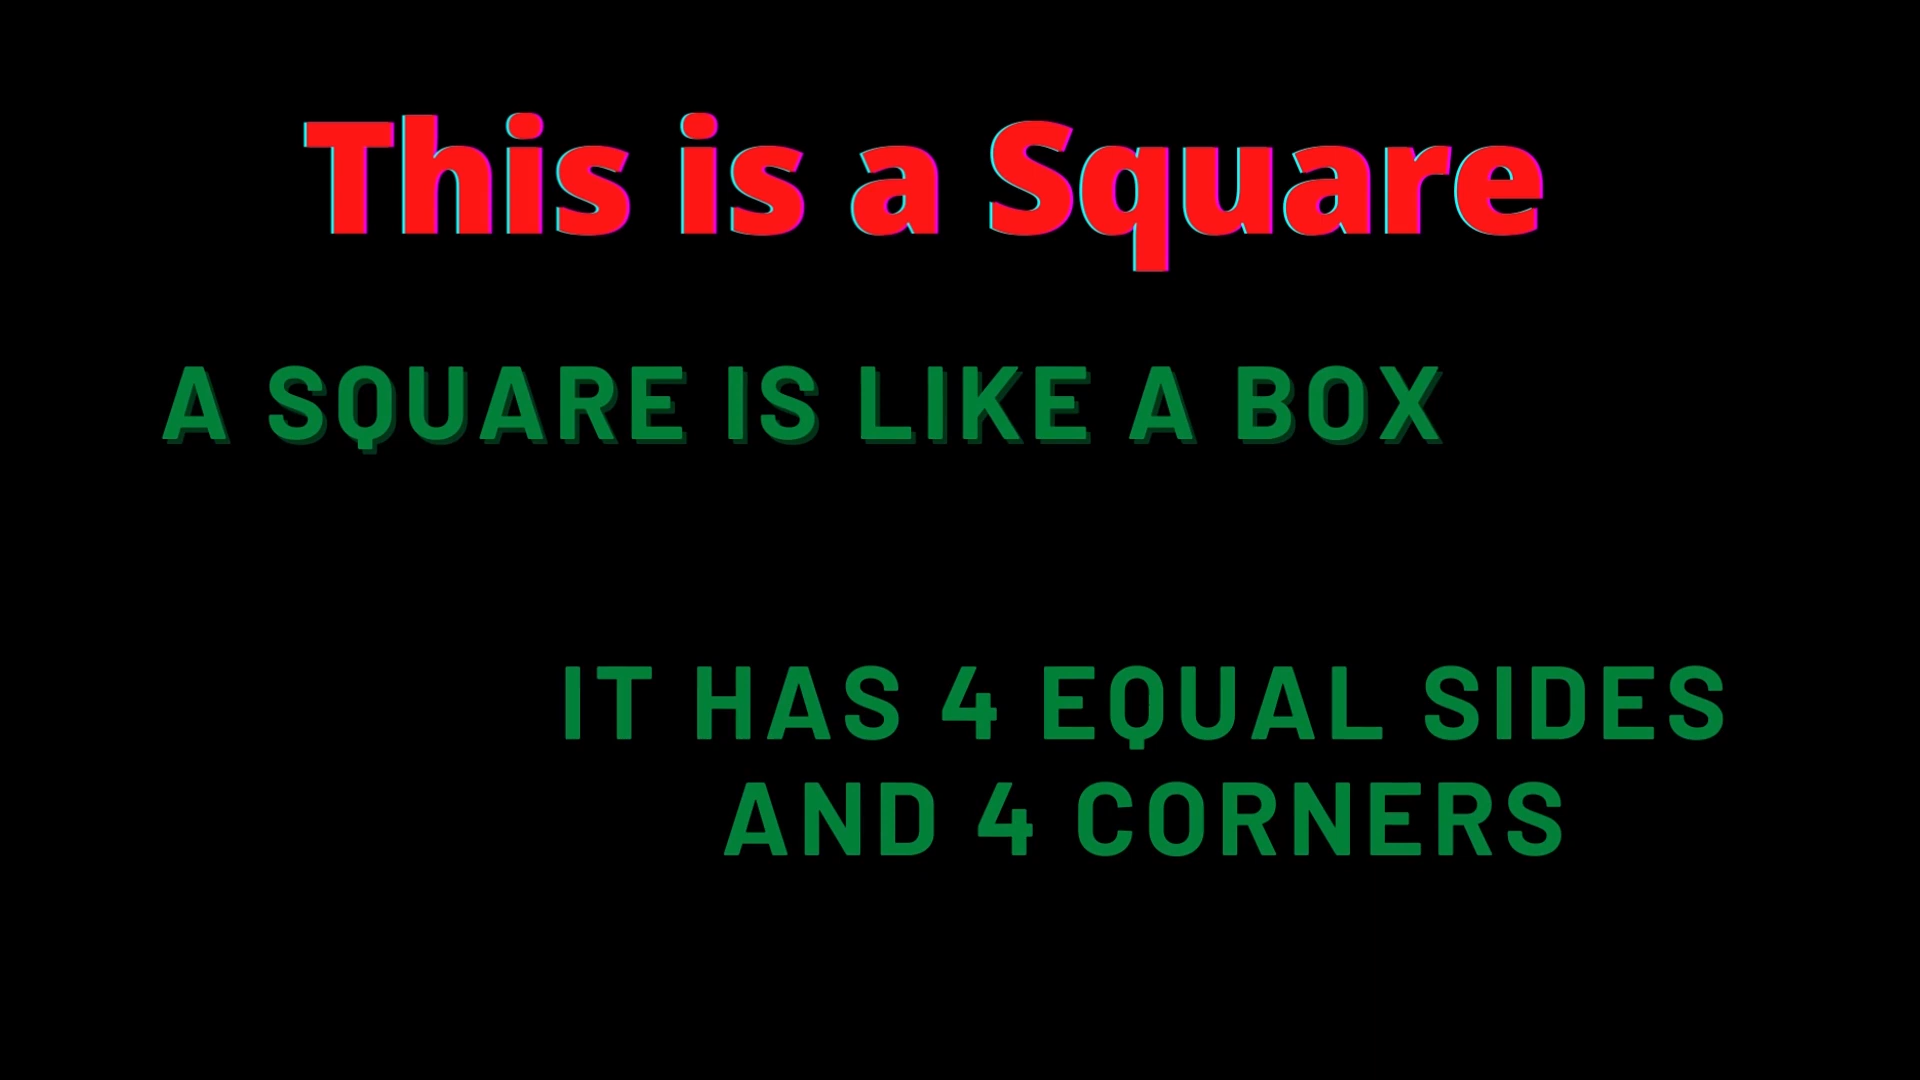 This is a Square
A SQUARE IS LIKE A BOX
IT HAS 4 EQUAL SIDES
AND 4 CORNERS